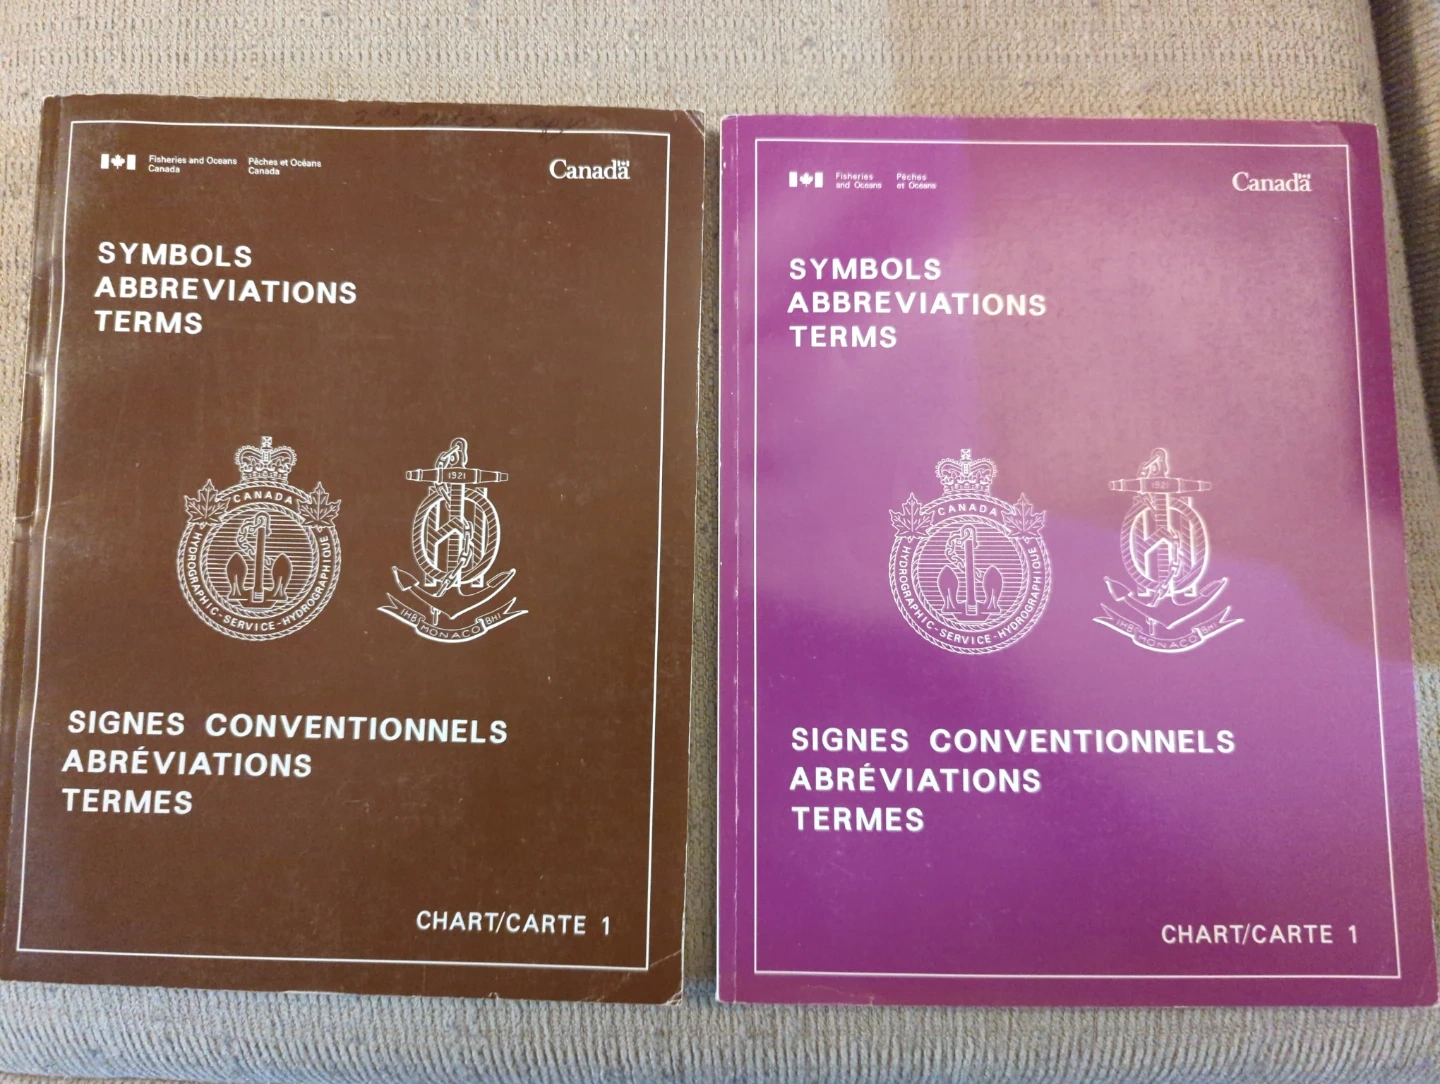 Fisheries and Oceans
Canada
Pêches et Océans
Canada
Canada
SYMBOLS
ABBREVIATIONS
TERMS
CANADA
HYDROGRAPHIC-SERVICE-HYDROGRAPHIQUE
1921
IHB MONACO BHI
SIGNES CONVENTIONNELS
ABRÉVIATIONS
TERMES
CHART/CARTE 1
Fisheries
and Oceans
Pêches
et Océans
Canada
SYMBOLS
ABBREVIATIONS
TERMS
CANADA
HYDROGRAPHIC-SERVICE-HYDROGRAPHIQUE
1921
IHB MONACO BHI
SIGNES CONVENTIONNELS
ABRÉVIATIONS
TERMES
CHART/CARTE 1